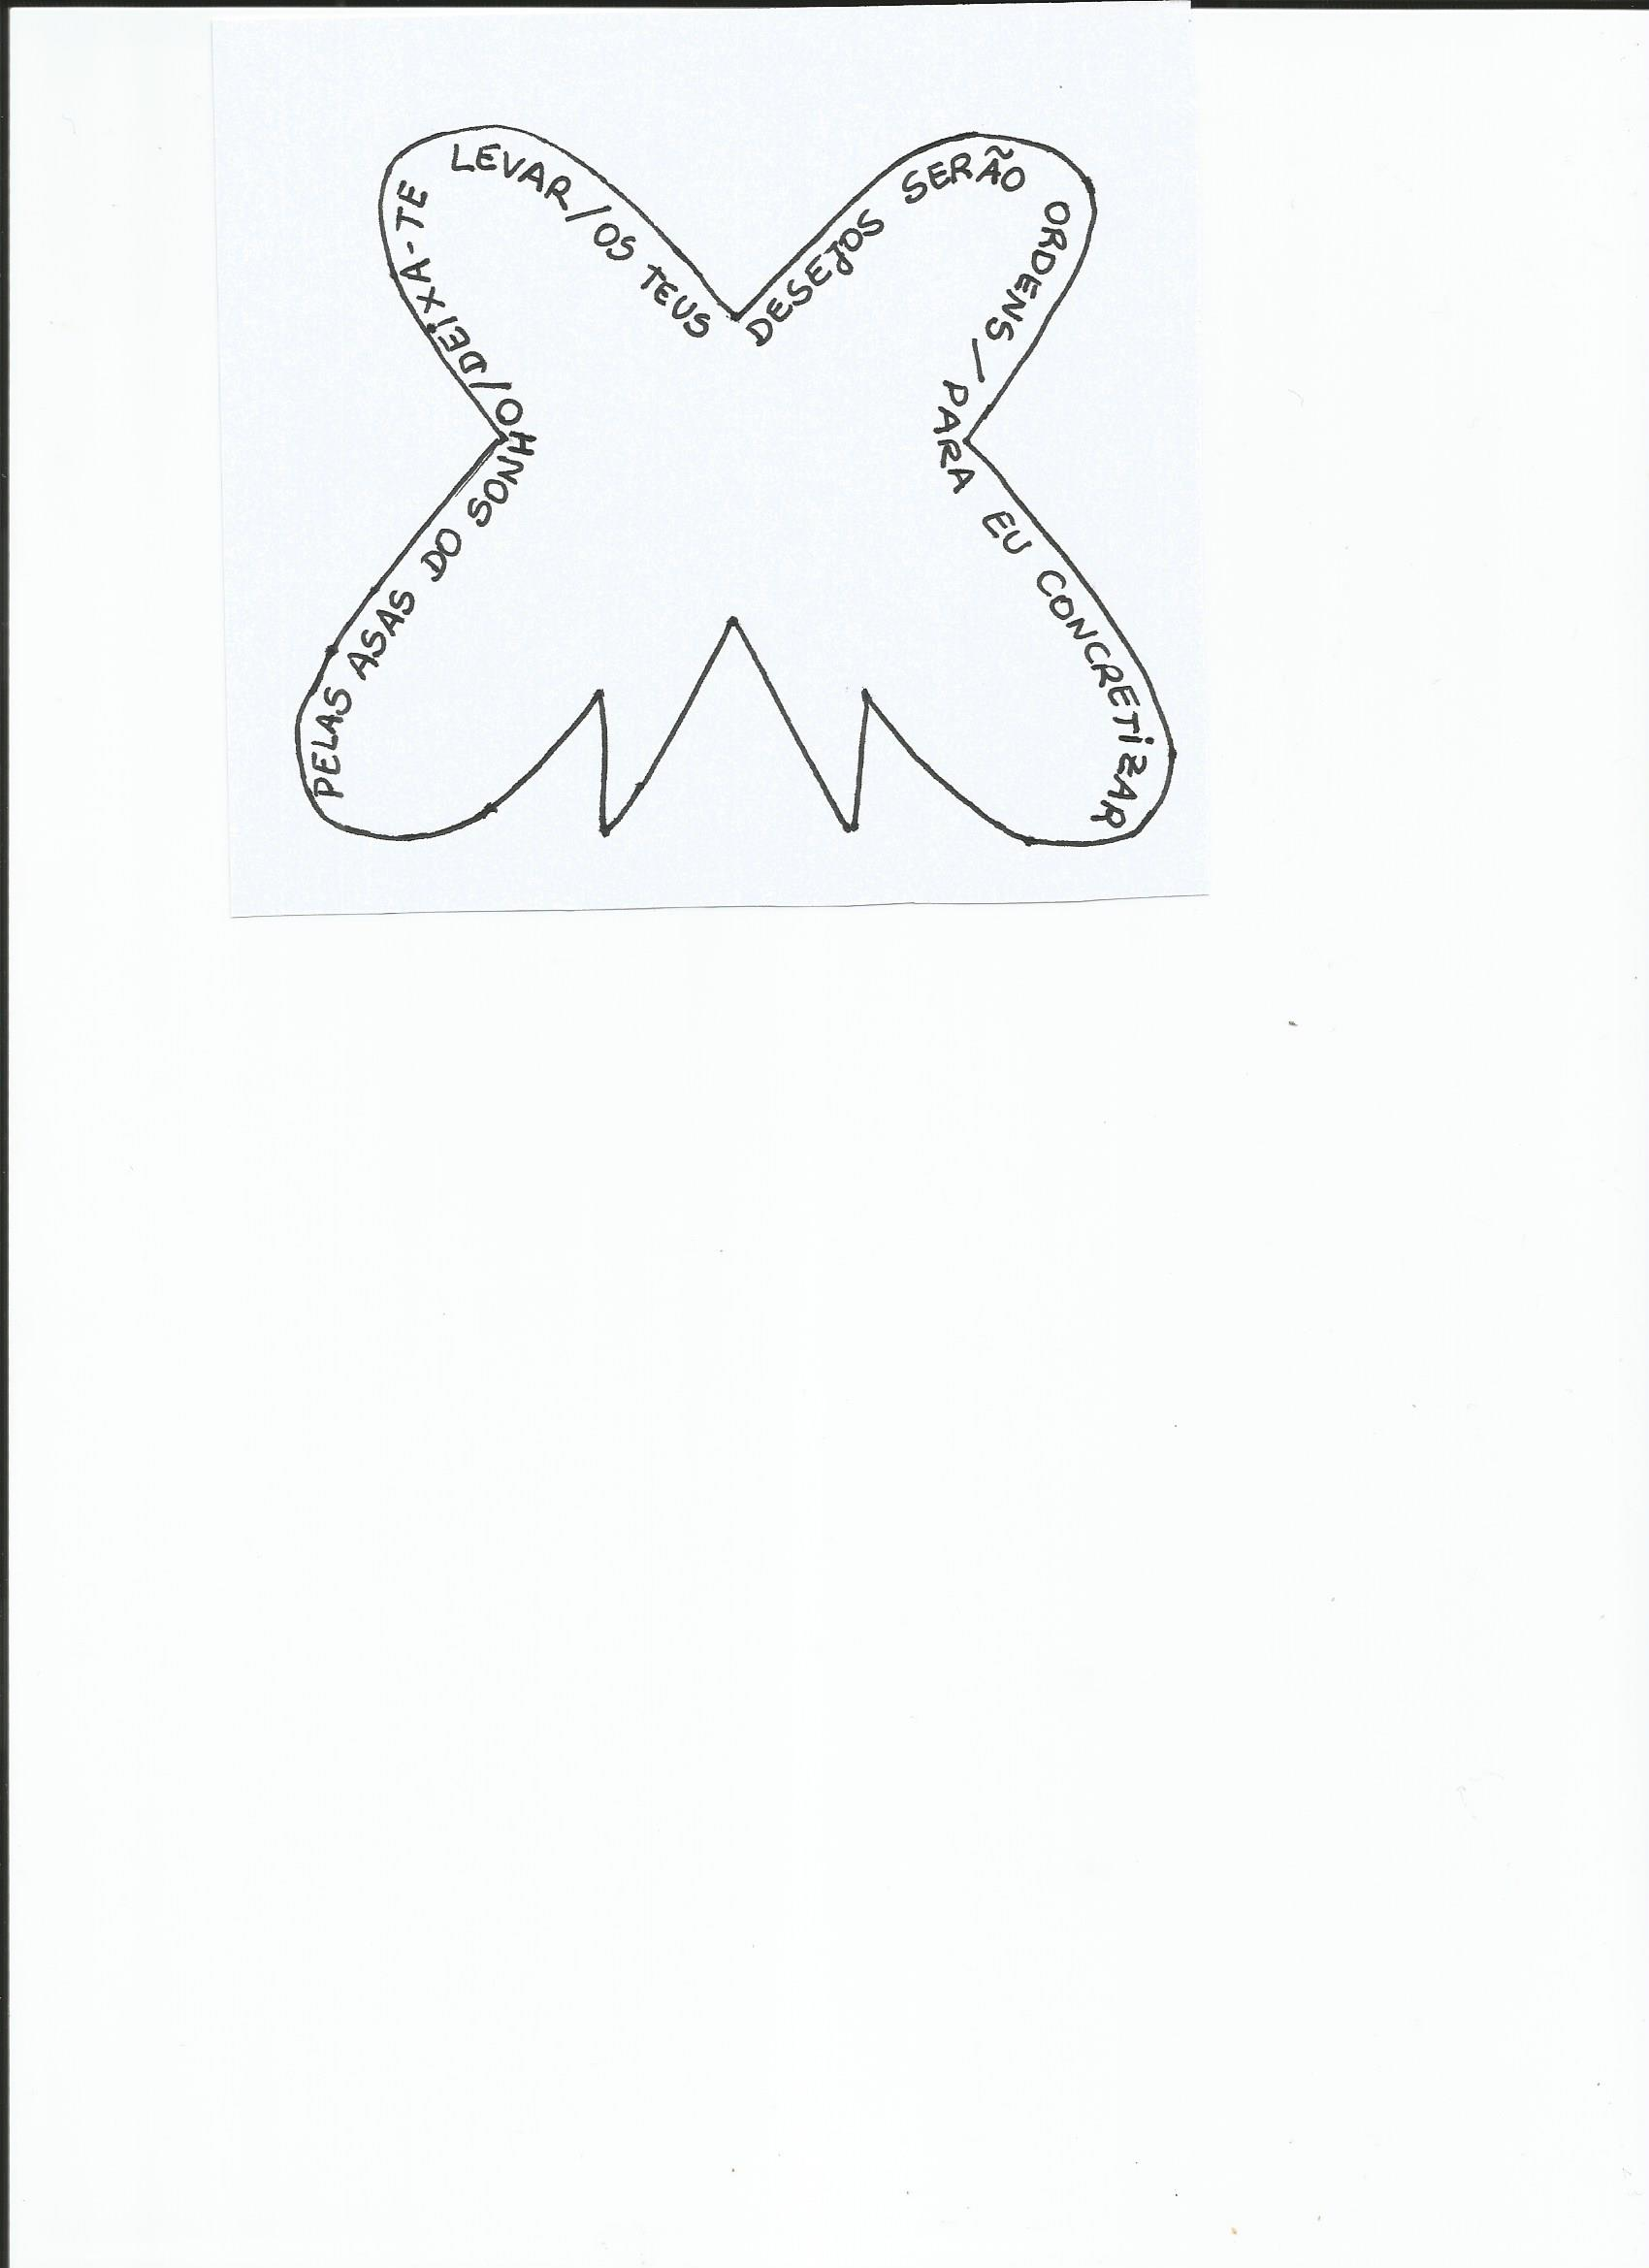 PELAS ASAS DO SONHO/DEIXA-TE LEVAR/OS TEUS DESEJOS SERÃO ORDENS/PARA EU CONCRETIZAR